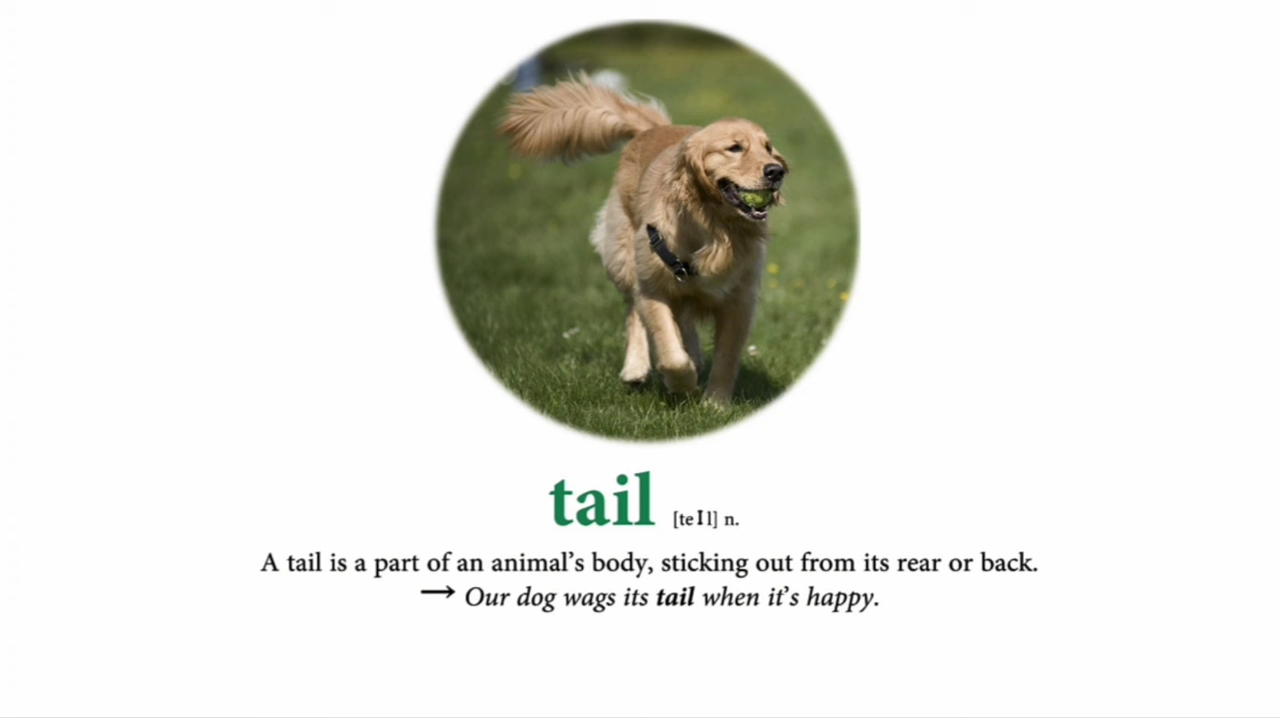 tail [teɪl] n.
A tail is a part of an animal’s body, sticking out from its rear or back.
→ Our dog wags its tail when it’s happy.